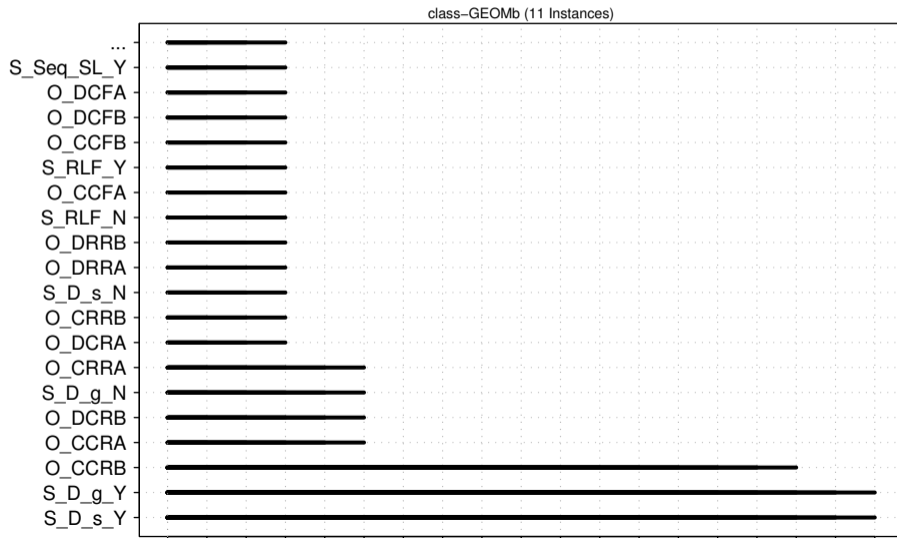 class-GEOMb (11 Instances)
...
S_Seq_SL_Y
O_DCFA
O_DCFB
O_CCFB
S_RLF_Y
O_CCFA
S_RLF_N
O_DRRB
O_DRRA
S_D_s_N
O_CRRB
O_DCRA
O_CRRA
S_D_g_N
O_DCRB
O_CCRA
O_CCRB
S_D_g_Y
S_D_s_Y